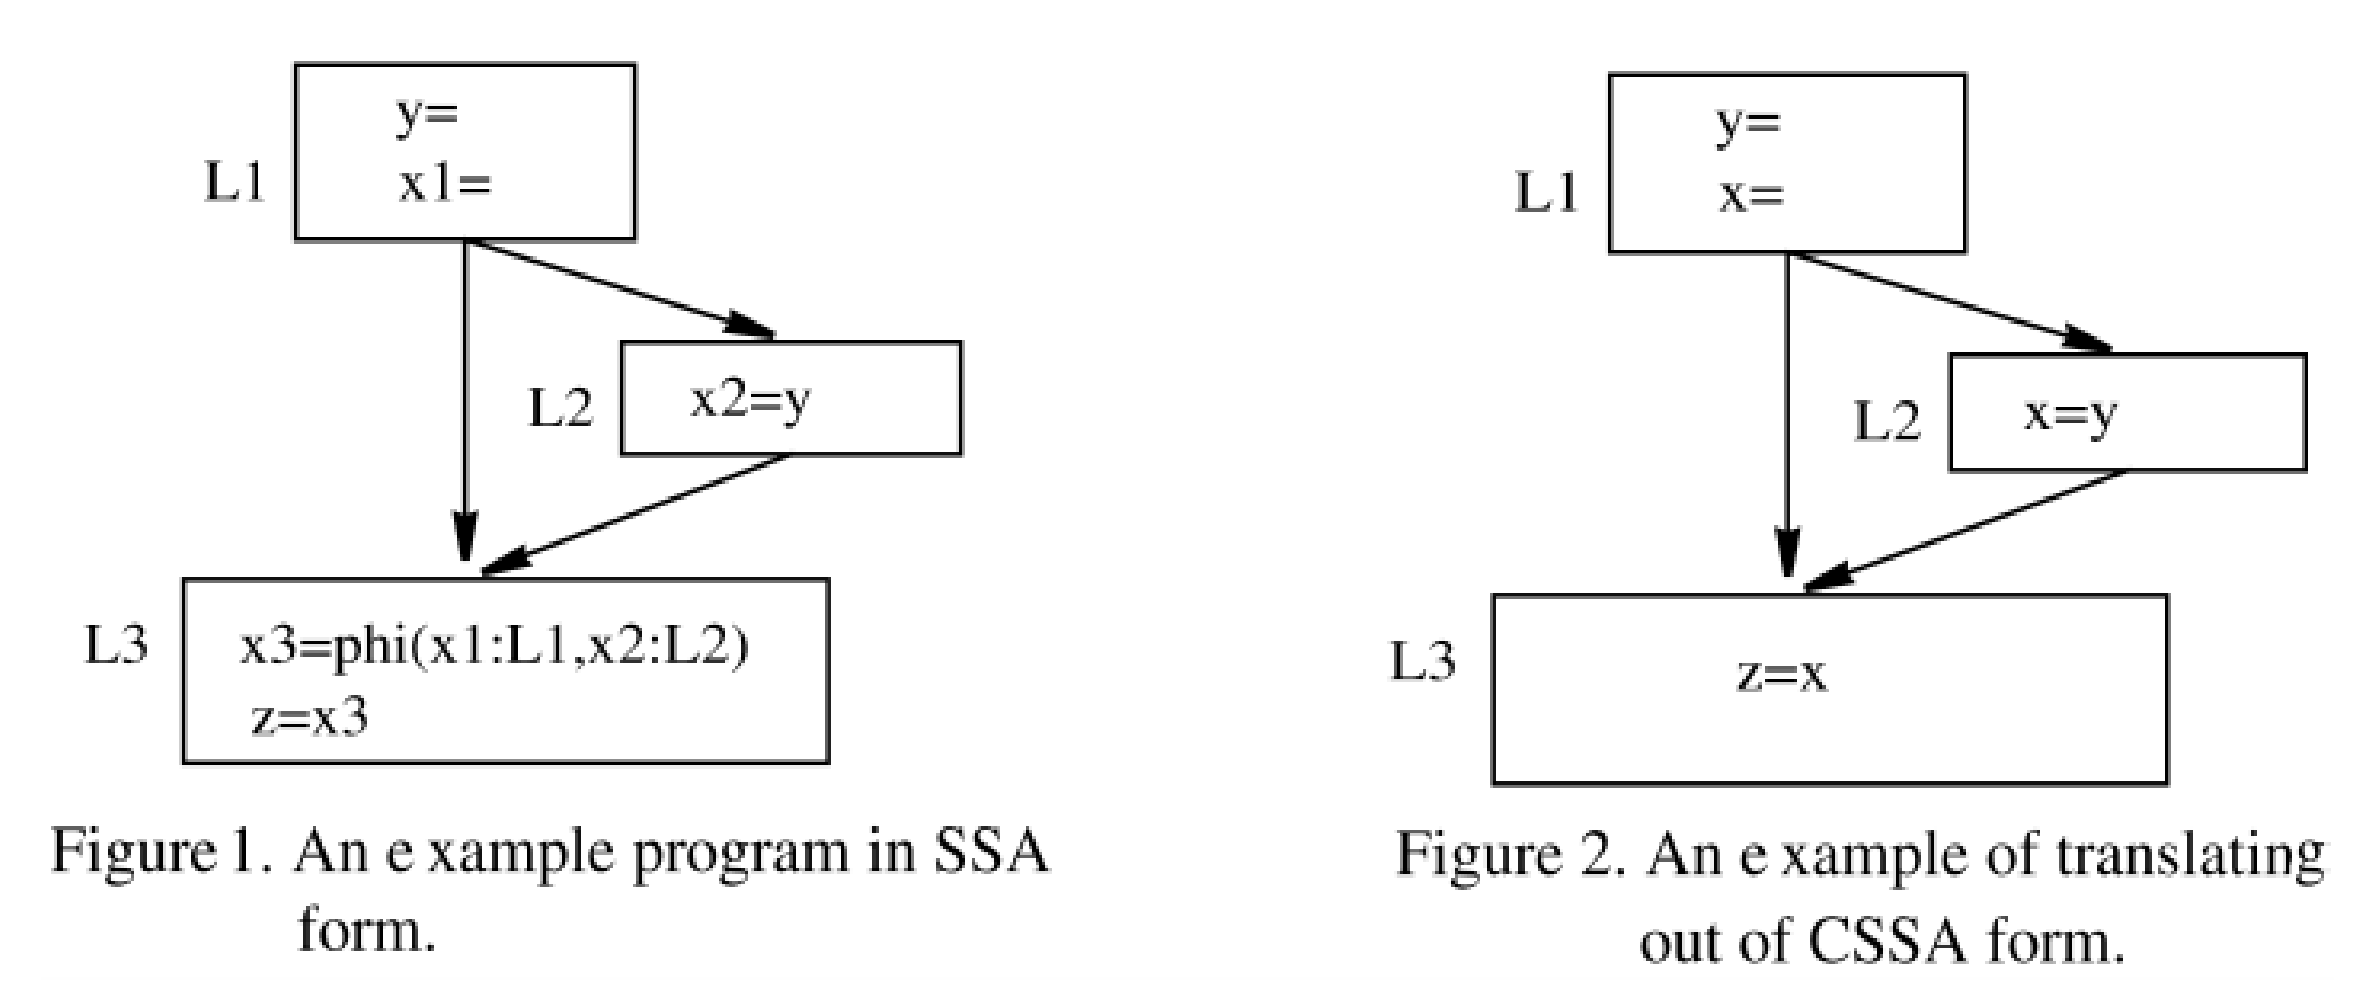 y=
x1=
L1
x2=y
L2
L3
x3=phi(x1:L1,x2:L2)
z=x3
Figure 1. An e xample program in SSA
form.
y=
x=
L1
x=y
L2
L3
z=x
Figure 2. An e xample of translating
out of CSSA form.